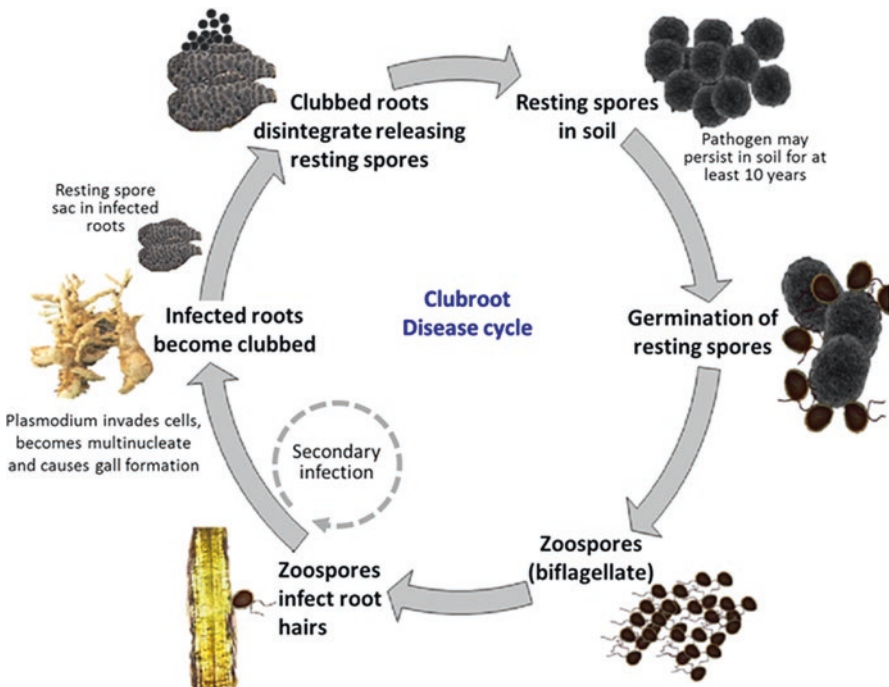 Clubbed roots
disintegrate releasing
resting spores
Resting spores
in soil
Pathogen may
persist in soil for at
least 10 years
Resting spore
sac in infected
roots
Clubroot
Disease cycle
Infected roots
become clubbed
Germination of
resting spores
Plasmodium invades cells,
becomes multinucleate
and causes gall formation
Secondary
infection
Zoospores
(biflagellate)
Zoospores
infect root
hairs